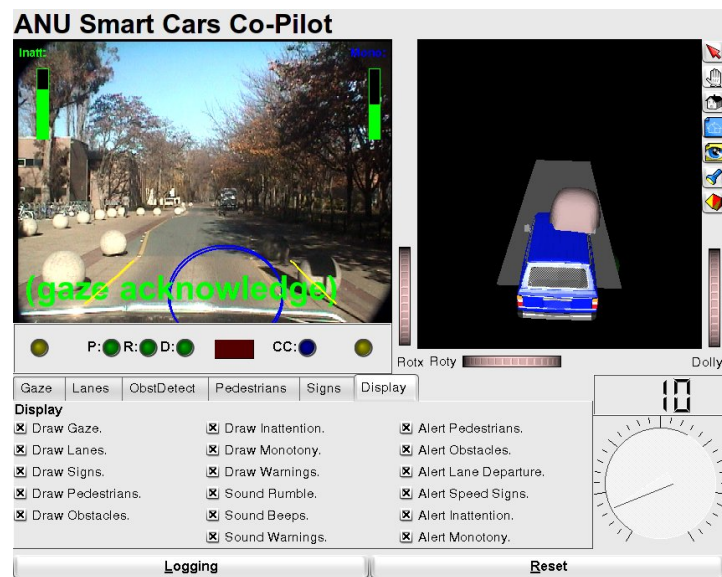 ANU Smart Cars Co-Pilot
Inatt:
(gaze acknowledge)
P: R: D: CC:
Rotx Roty Dolly
Gaze Lanes ObstDetect Pedestrians Signs Display
Display
Draw Gaze. Draw Inattention. Alert Pedestrians.
Draw Lanes. Draw Monotony. Alert Obstacles.
Draw Signs. Draw Warnings. Alert Lane Departure.
Draw Pedestrians. Sound Rumble. Alert Speed Signs.
Draw Obstacles. Sound Beeps. Alert Inattention.
Sound Warnings. Alert Monotony.
10
Logging Reset